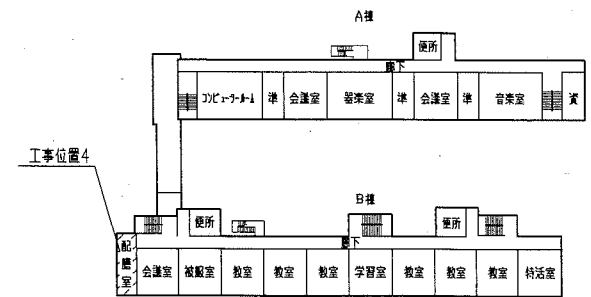 A棟
便所
廊下
コンピュータールーム 準 会議室 器楽室 準 会議室 準 音楽室 資
工事位置4
B棟
便所 便所
廊下
配膳室 会議室 被服室 教室 教室 教室 学習室 教室 教室 教室 特活室